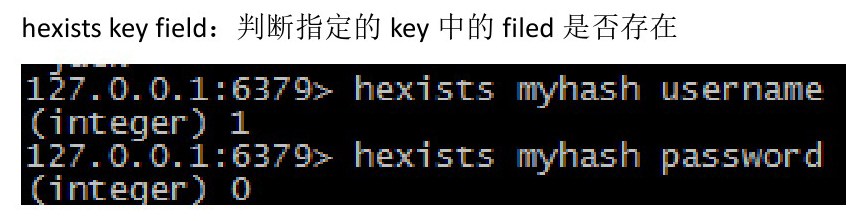 hexists key field：判断指定的 key 中的 filed 是否存在
127.0.0.1:6379> hexists myhash username
(integer) 1
127.0.0.1:6379> hexists myhash password
(integer) 0